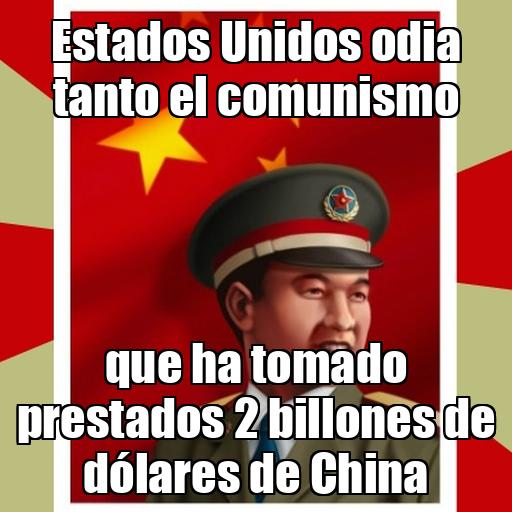 Estados Unidos odia
tanto el comunismo
que ha tomado
prestados 2 billones de
dólares de China